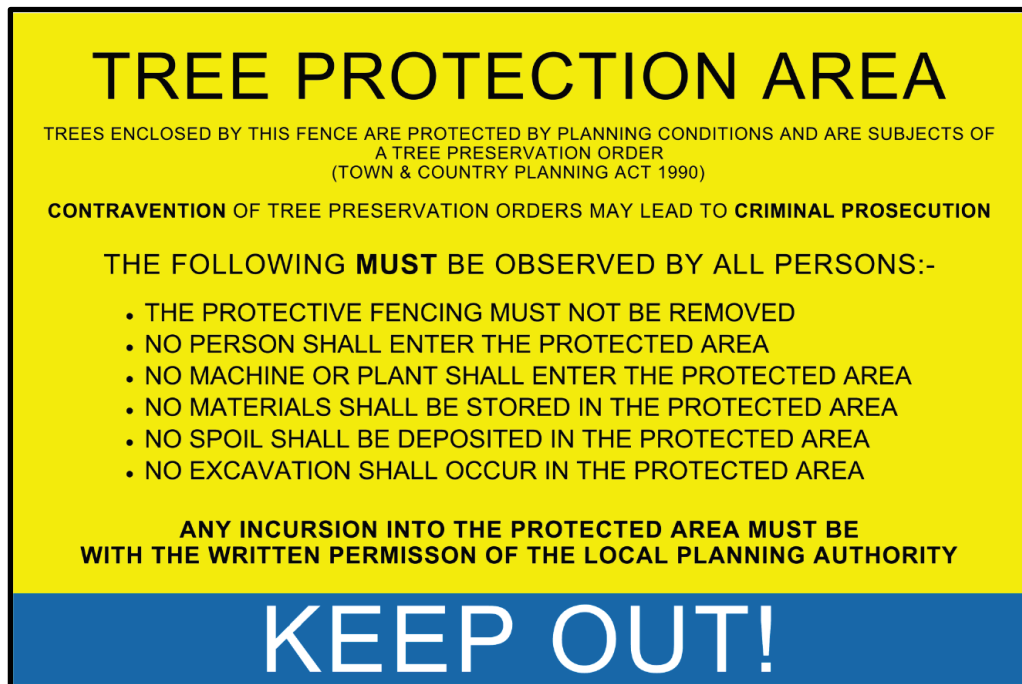 TREE PROTECTION AREA
TREES ENCLOSED BY THIS FENCE ARE PROTECTED BY PLANNING CONDITIONS AND ARE SUBJECTS OF
A TREE PRESERVATION ORDER
(TOWN & COUNTRY PLANNING ACT 1990)
CONTRAVENTION OF TREE PRESERVATION ORDERS MAY LEAD TO CRIMINAL PROSECUTION
THE FOLLOWING MUST BE OBSERVED BY ALL PERSONS:-
• THE PROTECTIVE FENCING MUST NOT BE REMOVED
• NO PERSON SHALL ENTER THE PROTECTED AREA
• NO MACHINE OR PLANT SHALL ENTER THE PROTECTED AREA
• NO MATERIALS SHALL BE STORED IN THE PROTECTED AREA
• NO SPOIL SHALL BE DEPOSITED IN THE PROTECTED AREA
• NO EXCAVATION SHALL OCCUR IN THE PROTECTED AREA
ANY INCURSION INTO THE PROTECTED AREA MUST BE
WITH THE WRITTEN PERMISSON OF THE LOCAL PLANNING AUTHORITY
KEEP OUT!